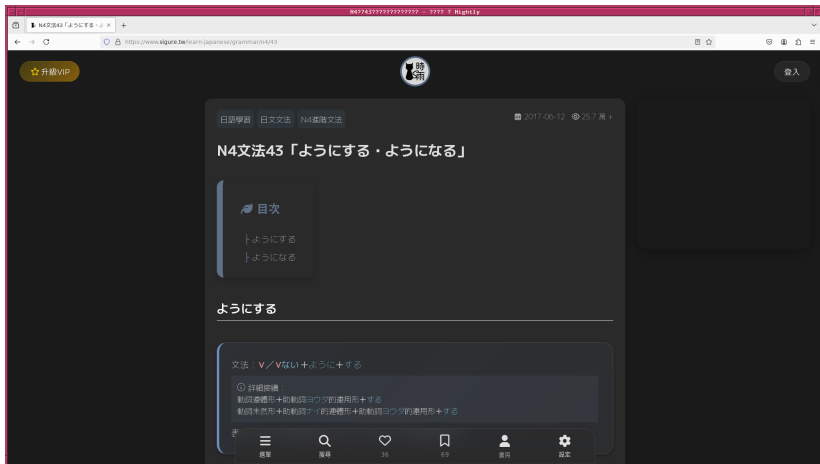 N4??43????????????? - ???? ? Nightly
N4文法43「ようにする・よ
https://www.sigure.tw/learn-japanese/grammar/n4/43
升級VIP
時雨
登入
日語學習 日文文法 N4進階文法
2017-06-12 25.7 萬+
N4文法43「ようにする・ようになる」
目次
├ようにする
├ようになる
ようにする
文法：V／Vない＋ように＋する
詳細接續：
動詞連體形＋助動詞ヨウダ的連用形＋する
動詞未然形＋助動詞ナイ的連體形＋助動詞ヨウダ的連用形＋する
選單 搜尋 36 69 書房 設定